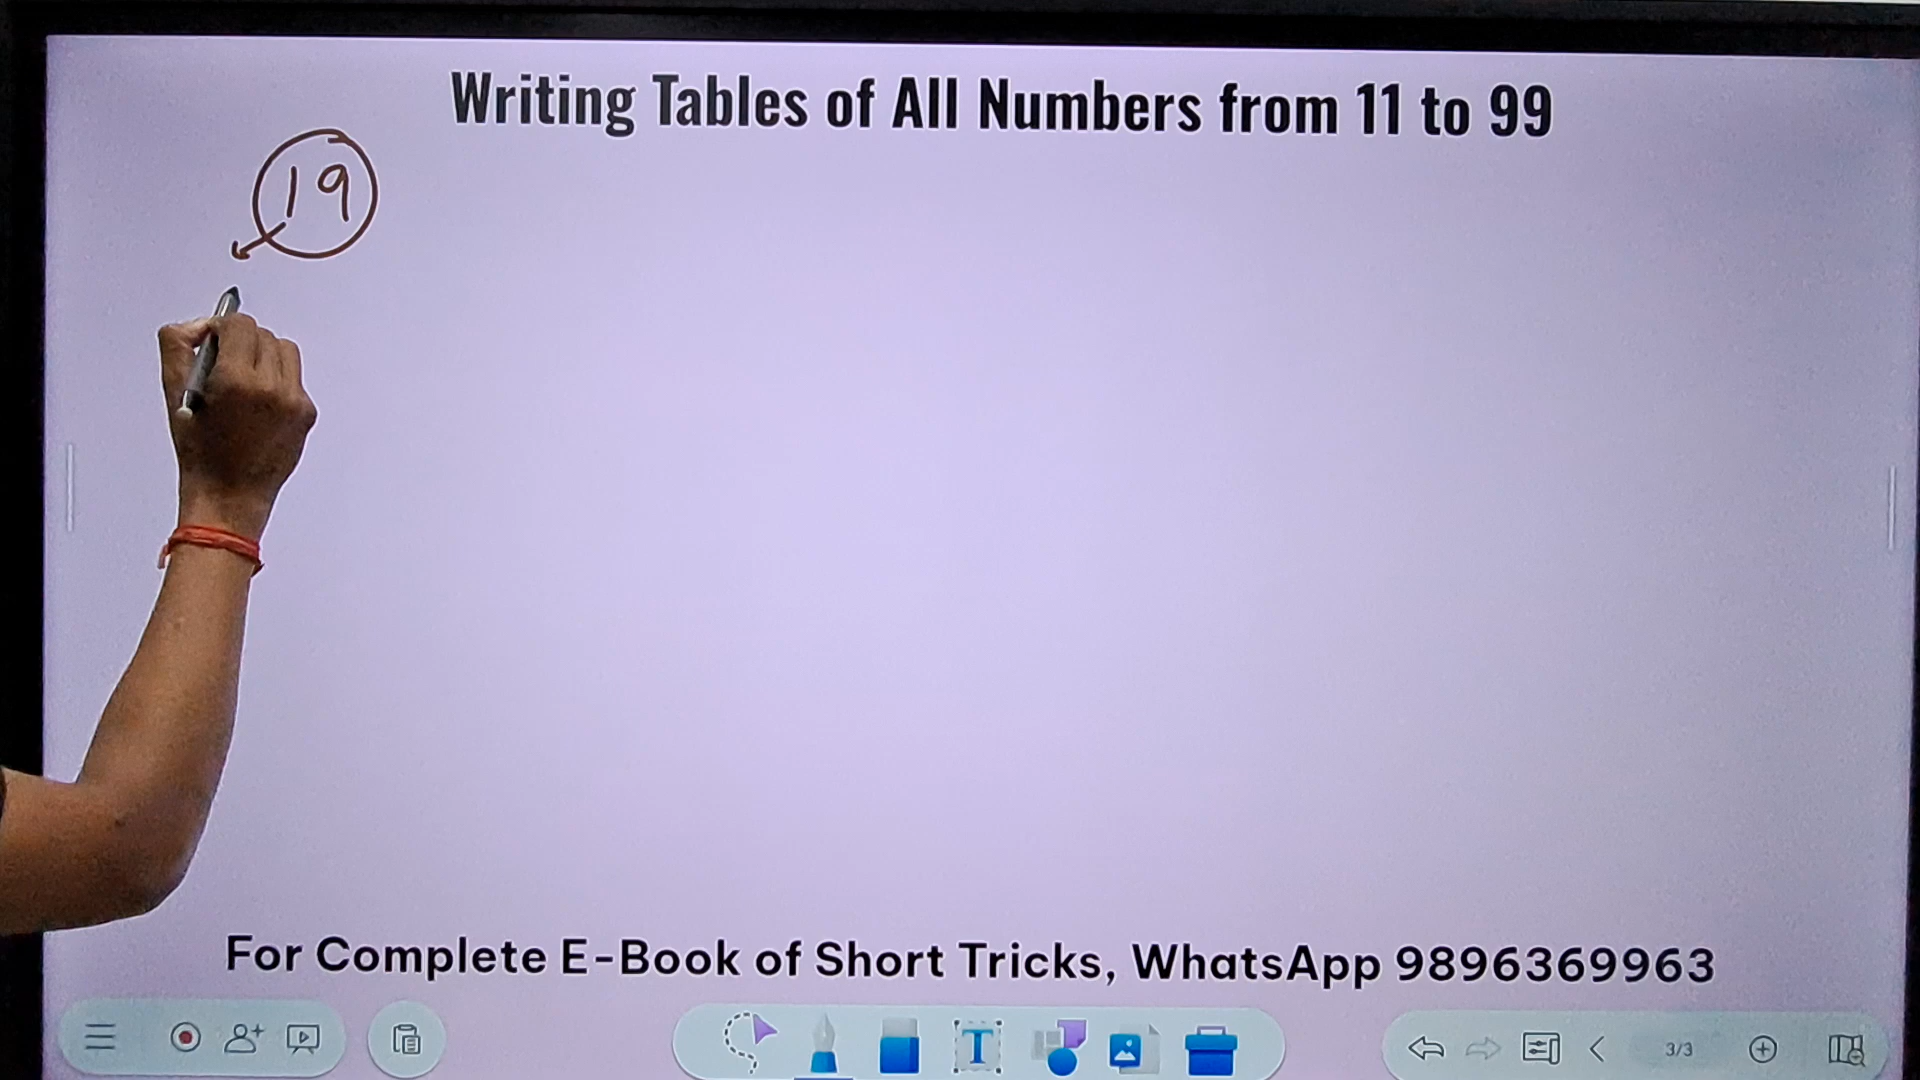 Writing Tables of All Numbers from 11 to 99
19
For Complete E-Book of Short Tricks, WhatsApp 9896369963
T
3/3